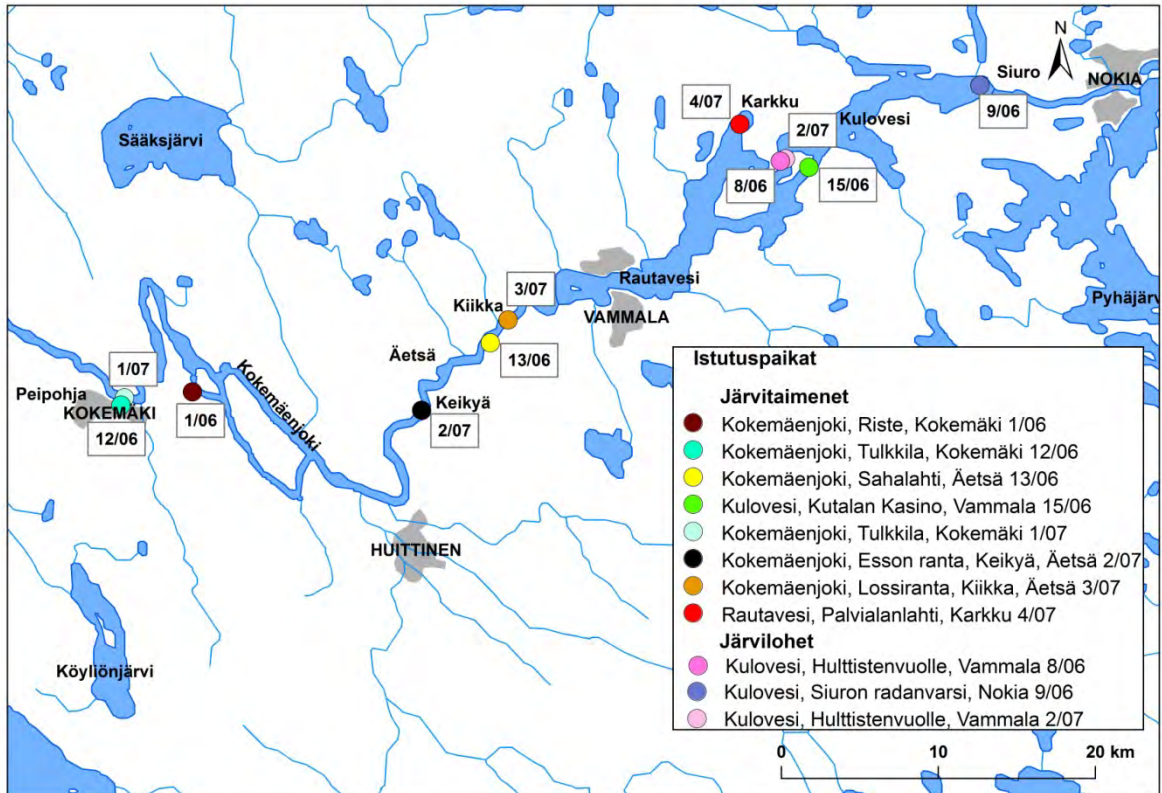 Siuro
N
NOKIA
9/06
Karkku
4/07
2/07
Kulovesi
8/06
15/06
Sääksjärvi
Rautavesi
3/07
Kiikka
VAMMALA
Pyhäjärv
Äetsä
13/06
Kokemäenjoki
Keikyä
2/07
1/07
Peipohja
KOKEMÄKI
12/06
1/06
HUITTINEN
Köyliönjärvi
Istutuspaikat
Järvitaimenet
Kokemäenjoki, Riste, Kokemäki 1/06
Kokemäenjoki, Tulkkila, Kokemäki 12/06
Kokemäenjoki, Sahalahti, Äetsä 13/06
Kulovesi, Kutalan Kasino, Vammala 15/06
Kokemäenjoki, Tulkkila, Kokemäki 1/07
Kokemäenjoki, Esson ranta, Keikyä, Äetsä 2/07
Kokemäenjoki, Lossiranta, Kiikka, Äetsä 3/07
Rautavesi, Palvialanlahti, Karkku 4/07
Järvilohet
Kulovesi, Hulttistenvuolle, Vammala 8/06
Kulovesi, Siuron radanvarsi, Nokia 9/06
Kulovesi, Hulttistenvuolle, Vammala 2/07
0 10 20 km